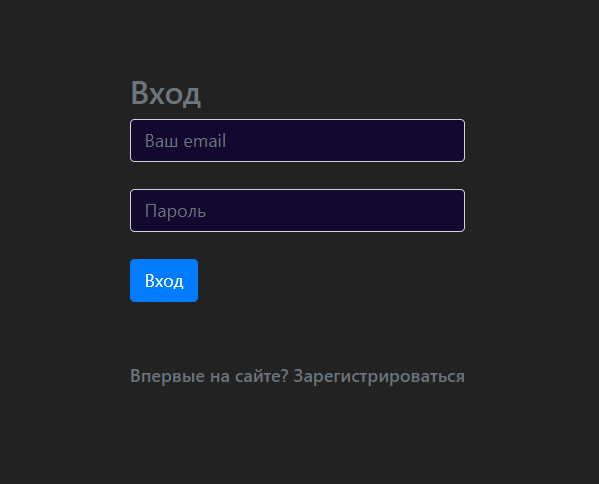 Вход
Ваш email
Пароль
Вход
Впервые на сайте? Зарегистрироваться